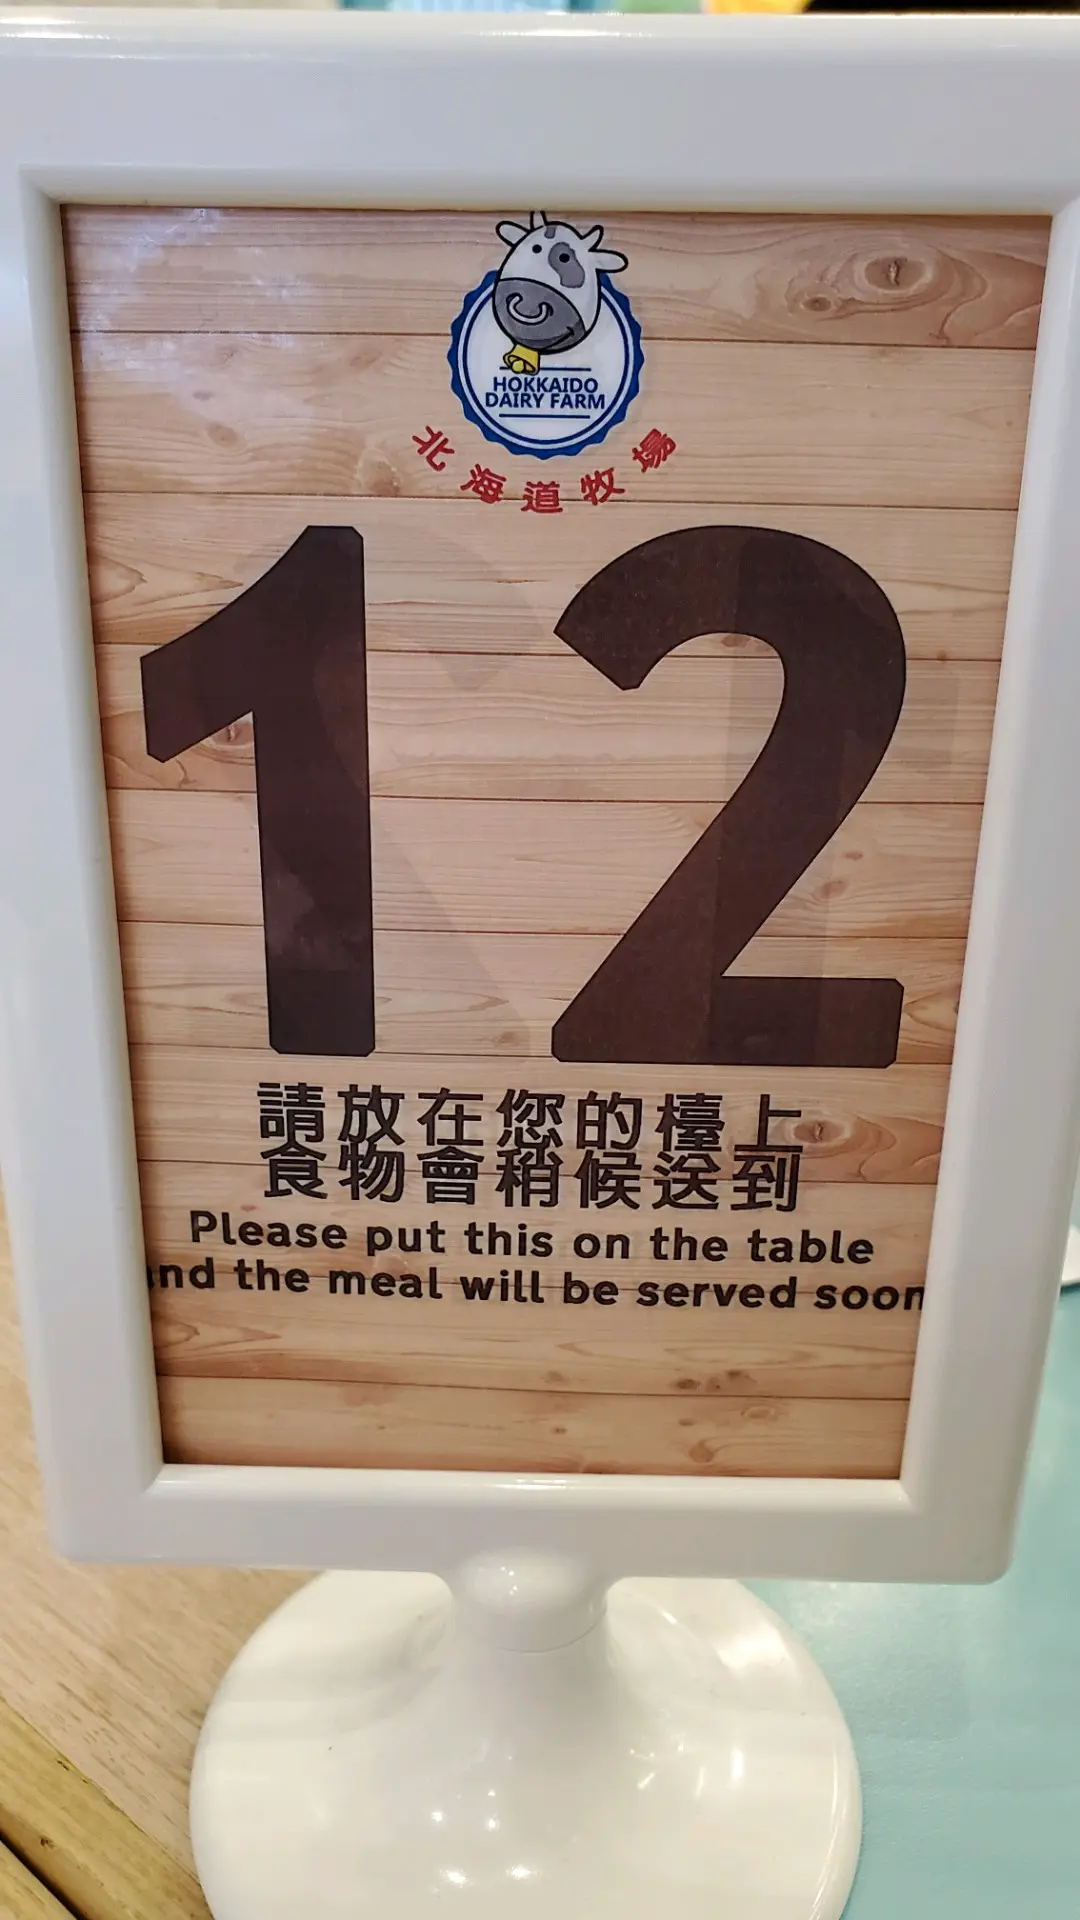 HOKKAIDO
DAIRY FARM
北海道牧場
12
請放在您的檯上
食物會稍候送到
Please put this on the table
and the meal will be served soon